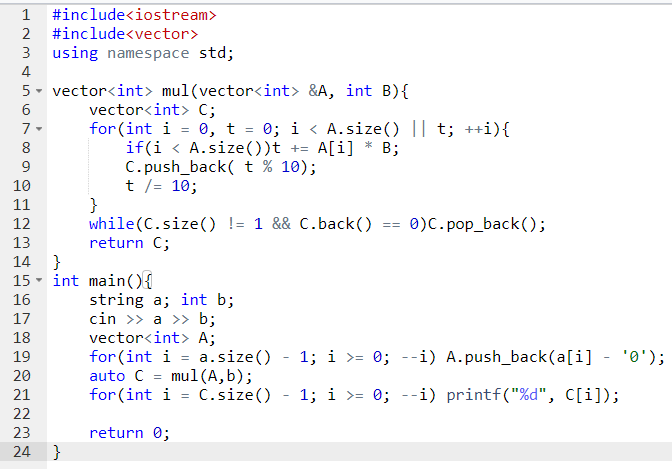 1 #include<iostream>
2 #include<vector>
3 using namespace std;
4
5 vector<int> mul(vector<int> &A, int B){
6     vector<int> C;
7     for(int i = 0, t = 0; i < A.size() || t; ++i){
8         if(i < A.size())t += A[i] * B;
9         C.push_back( t % 10);
10         t /= 10;
11     }
12     while(C.size() != 1 && C.back() == 0)C.pop_back();
13     return C;
14 }
15 int main(){
16     string a; int b;
17     cin >> a >> b;
18     vector<int> A;
19     for(int i = a.size() - 1; i >= 0; --i) A.push_back(a[i] - '0');
20     auto C = mul(A,b);
21     for(int i = C.size() - 1; i >= 0; --i) printf("%d", C[i]);
22
23     return 0;
24 }